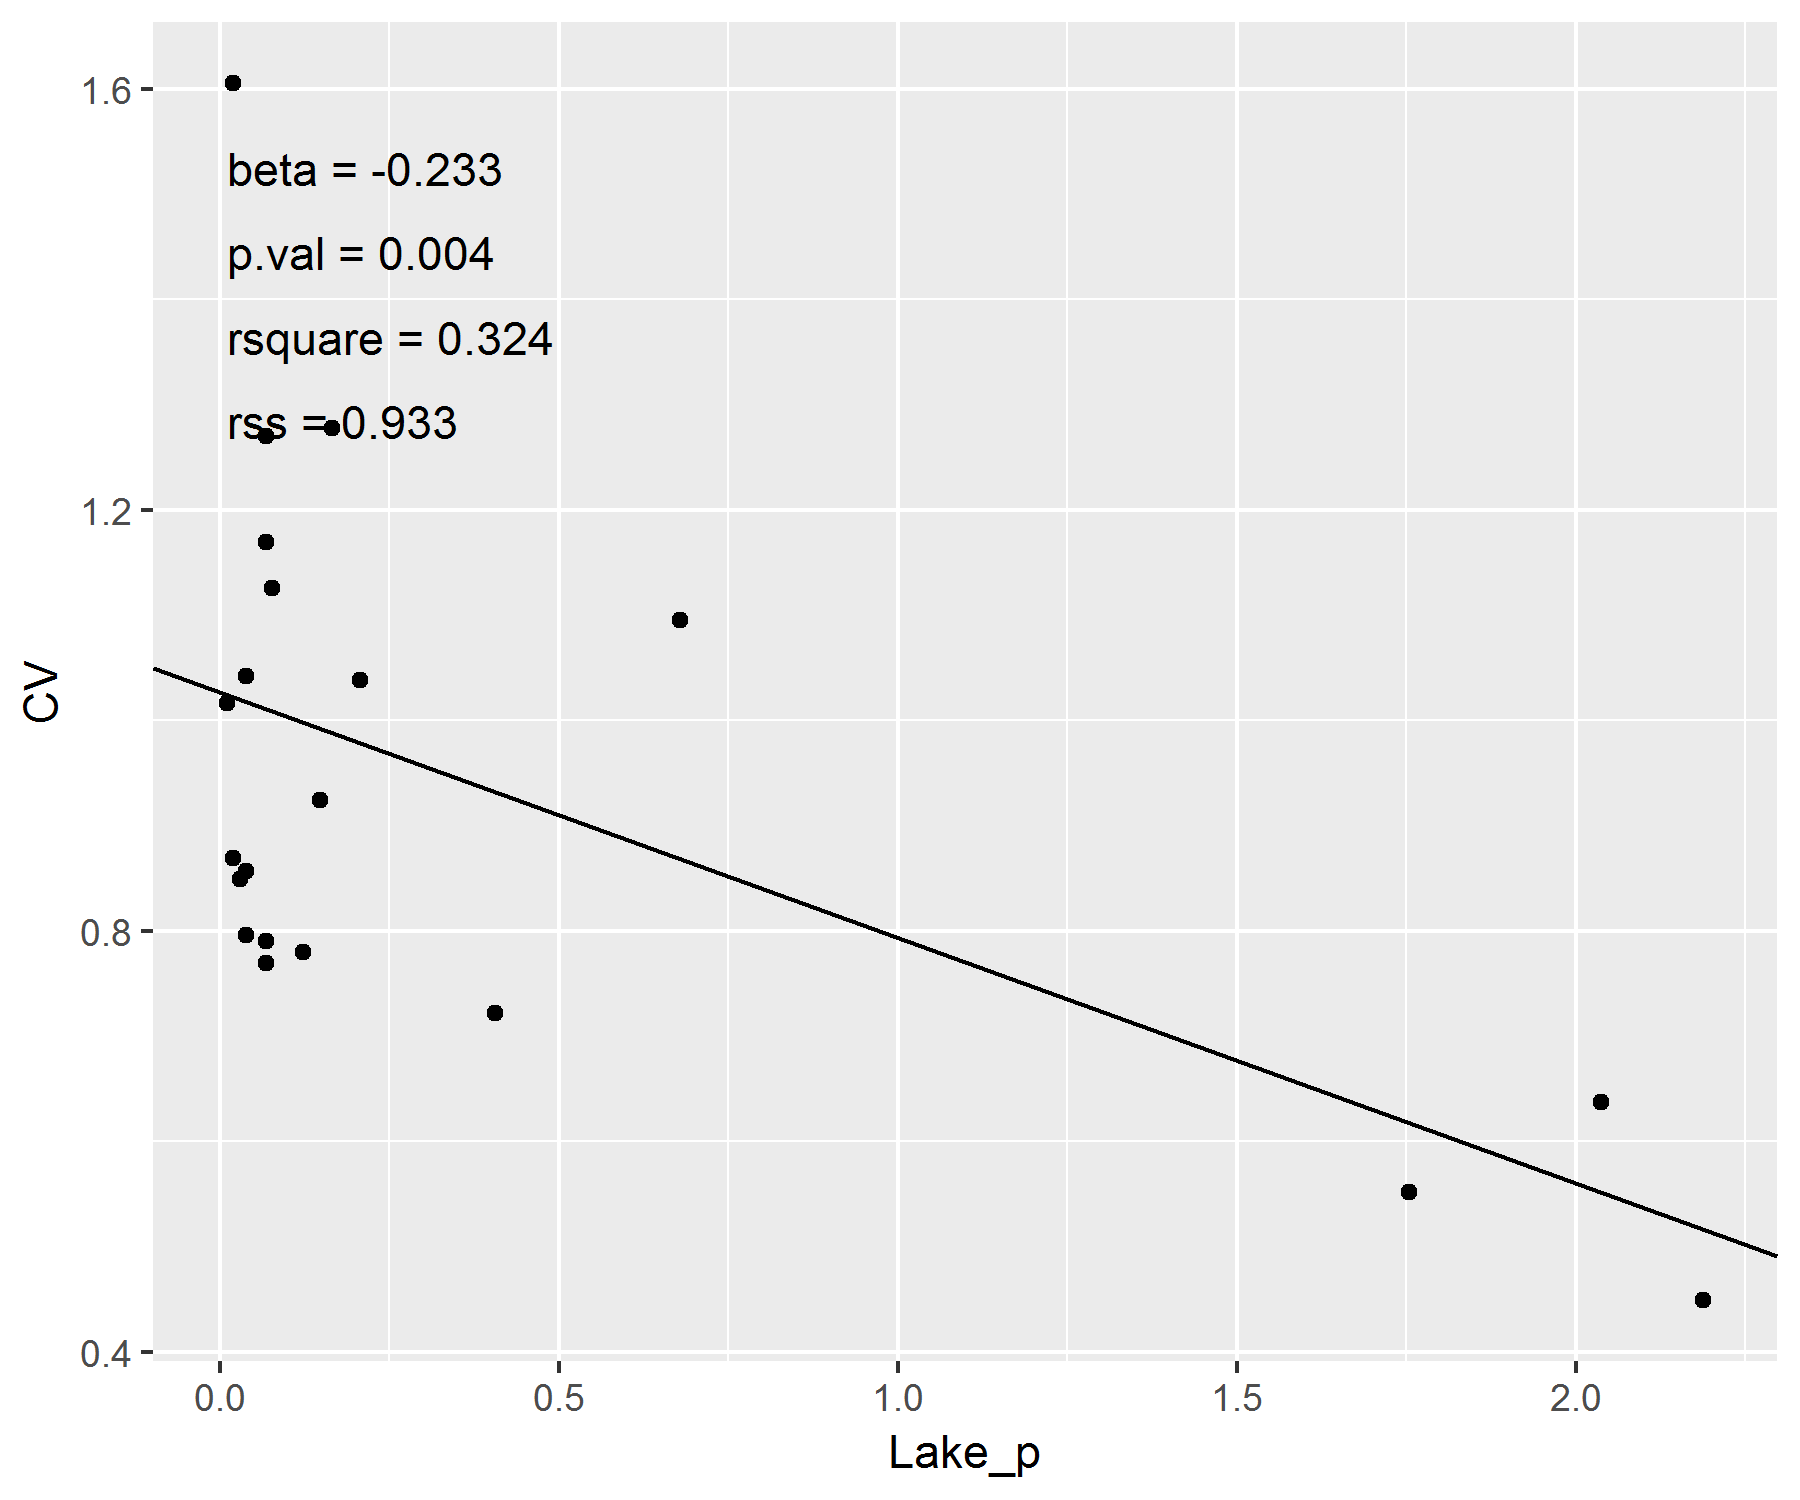 1.6
beta = -0.233
p.val = 0.004
rsquare = 0.324
rss = 0.933
1.2
CV
0.8
0.4
0.0 0.5 1.0 1.5 2.0
Lake_p